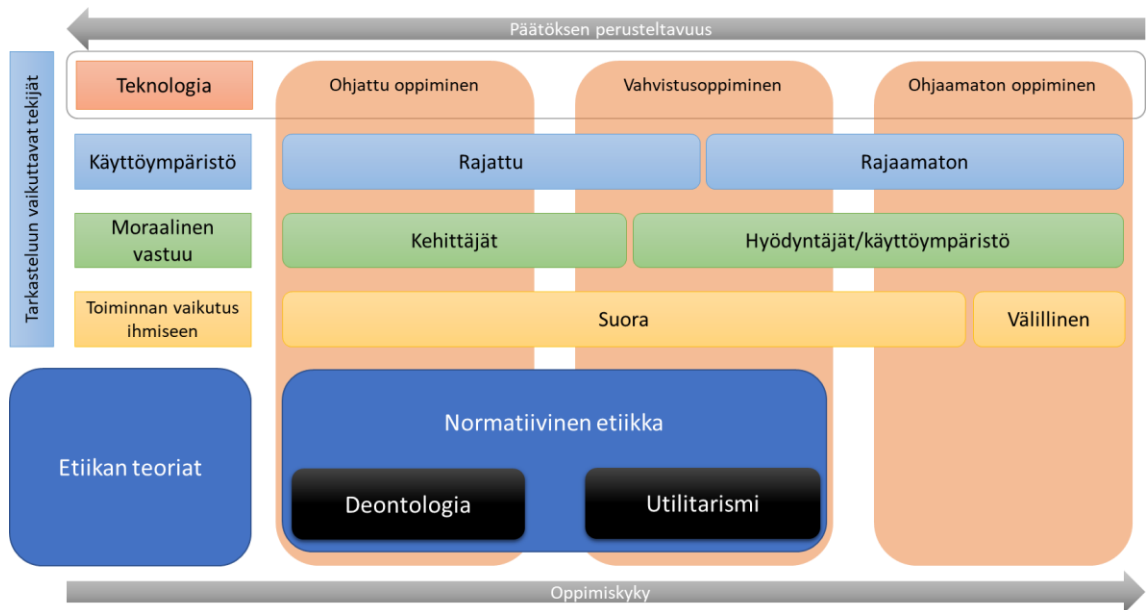 Päätöksen perusteltavuus
Tarkasteluun vaikuttavat tekijät
Teknologia
Ohjattu oppiminen
Vahvistusoppiminen
Ohjaamaton oppiminen
Käyttöympäristö
Rajattu
Rajaamaton
Moraalinen
vastuu
Kehittäjät
Hyödyntäjät/käyttöympäristö
Toiminnan vaikutus
ihmiseen
Suora
Välillinen
Etiikan teoriat
Normatiivinen etiikka
Deontologia
Utilitarismi
Oppimiskyky